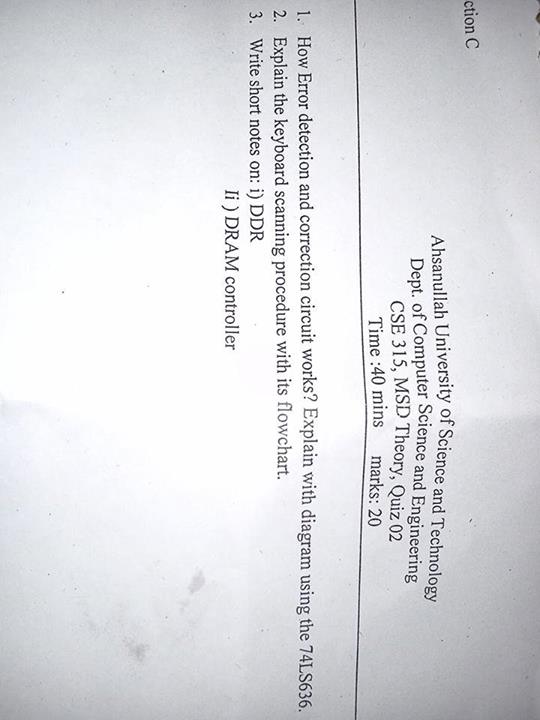 ction C
Ahsanullah University of Science and Technology
Dept. of Computer Science and Engineering
CSE 315, MSD Theory, Quiz 02
Time :40 mins marks: 20
1. How Error detection and correction circuit works? Explain with diagram using the 74LS636.
2. Explain the keyboard scanning procedure with its flowchart.
3. Write short notes on: i) DDR
Ii ) DRAM controller